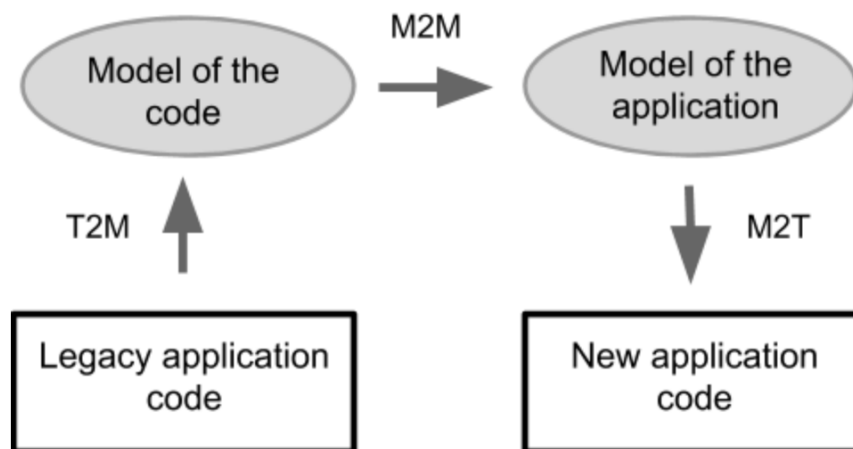 M2M
Model of the
code
Model of the
application
T2M
M2T
Legacy application
code
New application
code